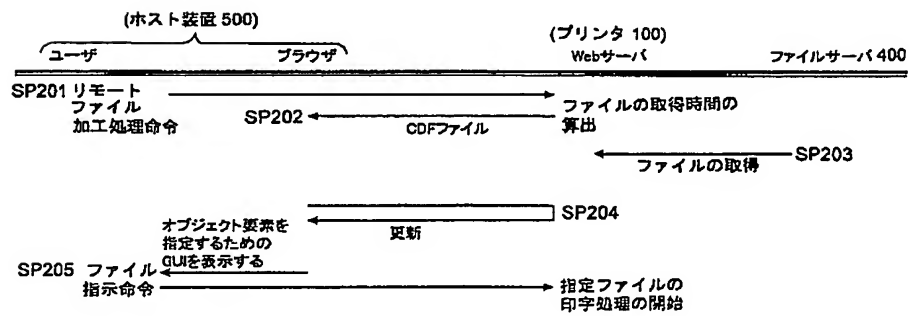 (ホスト装置 500)
(プリンタ 100)
ユーザ
ブラウザ
Webサーバ
ファイルサーバ 400
SP201 リモート
ファイル
加工処理命令
SP202
CDFファイル
ファイルの取得時間の
算出
ファイルの取得
SP203
SP204
更新
オブジェクト要素を
指定するための
GUIを表示する
SP205 ファイル
指示命令
指定ファイルの
印字処理の開始